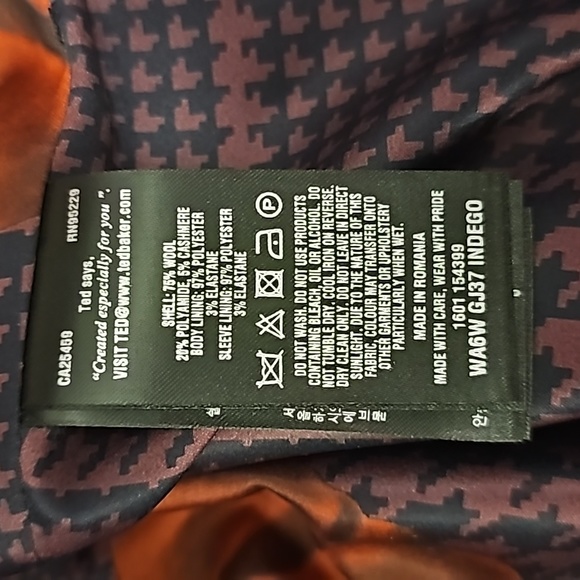 CA25459
RN95229
Ted says,
"Created especially for you".
VISIT TED@www.tedbaker.com
SHELL: 75% WOOL
20% POLYAMIDE, 5% CASHMERE
BODY LINING: 97% POLYESTER
3% ELASTANE
SLEEVE LINING: 97% POLYESTER
3% ELASTANE
P
DO NOT WASH. DO NOT USE PRODUCTS
CONTAINING BLEACH, OIL OR ALCOHOL. DO
NOT TUMBLE DRY. COOL IRON ON REVERSE.
DRY CLEAN ONLY. DO NOT LEAVE IN DIRECT
SUNLIGHT. DUE TO THE NATURE OF THIS
FABRIC, COLOUR MAY TRANSFER ONTO
OTHER GARMENTS OR UPHOLSTERY
PARTICULARLY WHEN WET.
MADE IN ROMANIA
MADE WITH CARE, WEAR WITH PRIDE
1601 154399
WA6W GJ37 INDEGO